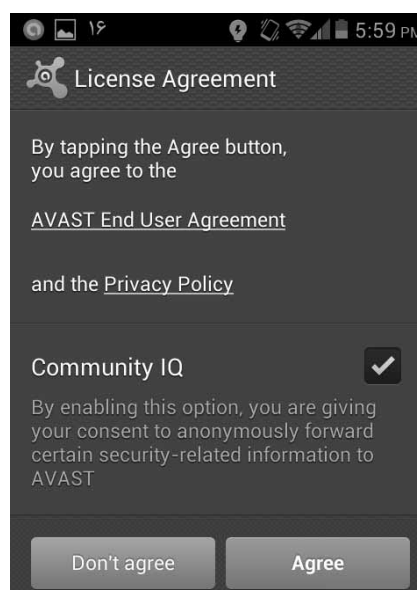 ۱۶ 5:59 PM
License Agreement
By tapping the Agree button,
you agree to the
AVAST End User Agreement
and the Privacy Policy
Community IQ
By enabling this option, you are giving
your consent to anonymously forward
certain security-related information to
AVAST
Don't agree Agree